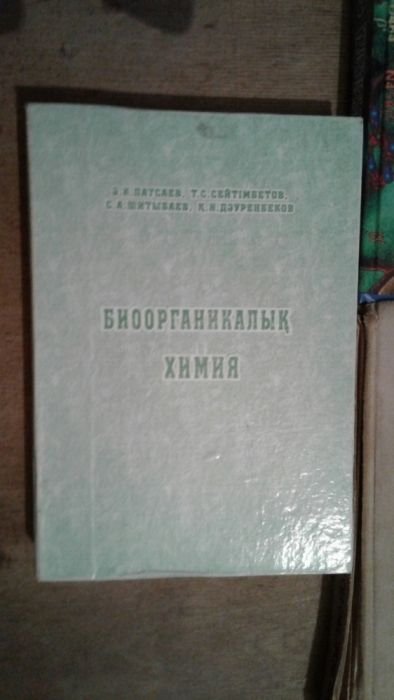 Ә.Қ.ПАТСАЕВ, Т.С.СЕЙТІМБЕТОВ,
С.А.ШИТЫБАЕВ, Қ.Н.ДӘУРЕНБЕКОВ
БИООРГАНИКАЛЫҚ
ХИМИЯ